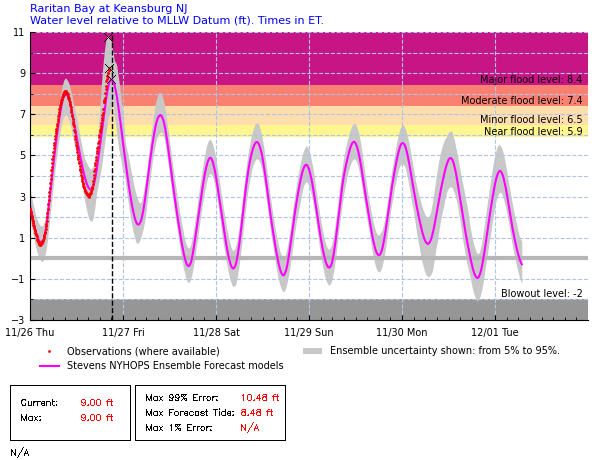 Raritan Bay at Keansburg NJ
Water level relative to MLLW Datum (ft). Times in ET.
11
9
7
5
3
1
−1
−3
Major flood level: 8.4
Moderate flood level: 7.4
Minor flood level: 6.5
Near flood level: 5.9
Blowout level: -2
11/26 Thu 11/27 Fri 11/28 Sat 11/29 Sun 11/30 Mon 12/01 Tue
Observations (where available) Ensemble uncertainty shown: from 5% to 95%.
Stevens NYHOPS Ensemble Forecast models
Current: 9.00 ft
Max: 9.00 ft
Max 99% Error: 10.48 ft
Max Forecast Tide: 8.48 ft
Max 1% Error: N/A
N/A